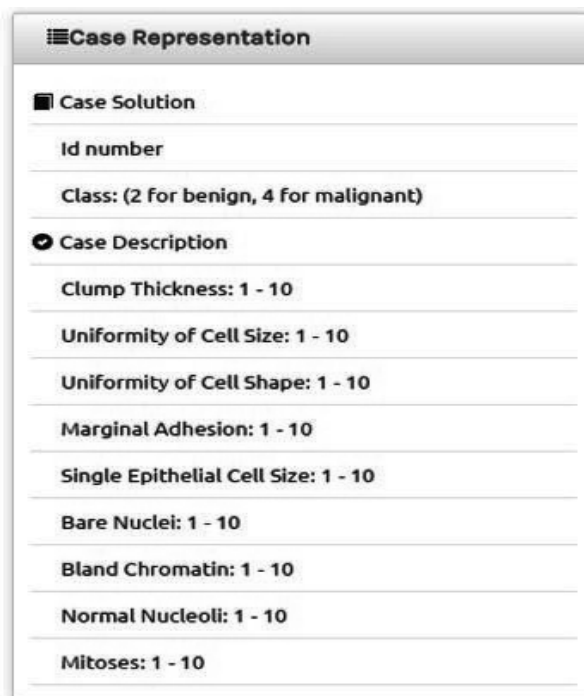 Case Representation
Case Solution
Id number
Class: (2 for benign, 4 for malignant)
Case Description
Clump Thickness: 1 - 10
Uniformity of Cell Size: 1 - 10
Uniformity of Cell Shape: 1 - 10
Marginal Adhesion: 1 - 10
Single Epithelial Cell Size: 1 - 10
Bare Nuclei: 1 - 10
Bland Chromatin: 1 - 10
Normal Nucleoli: 1 - 10
Mitoses: 1 - 10